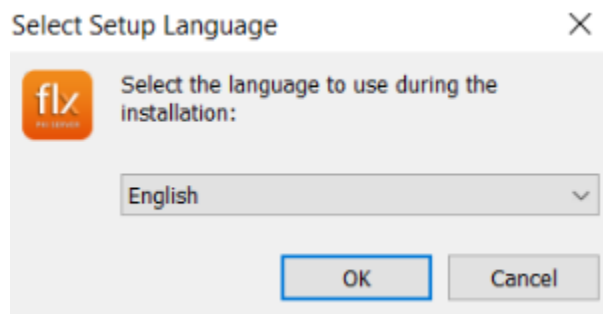 Select Setup Language
flx
Select the language to use during the
installation:
English
OK
Cancel